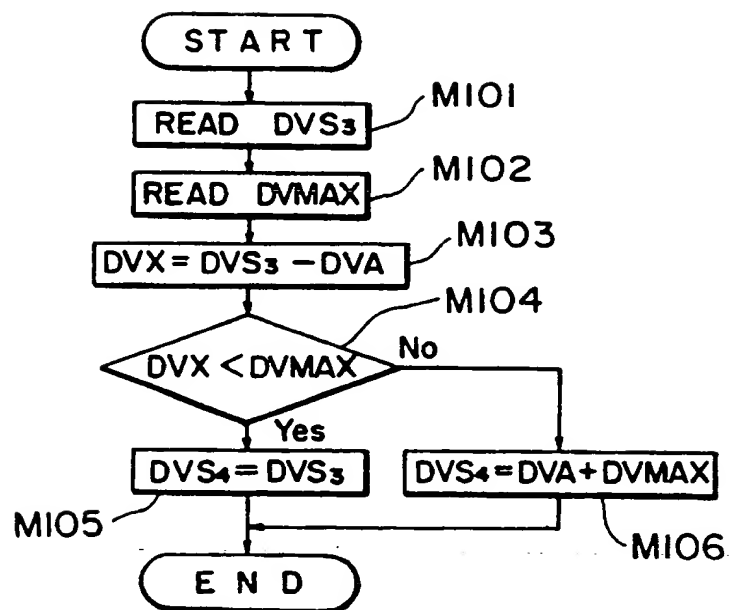 START
M101
READ DVS₃
M102
READ DVMAX
M103
DVX = DVS₃ - DVA
M104
DVX < DVMAX
No
Yes
DVS₄ = DVS₃
DVS₄ = DVA + DVMAX
M105
M106
END